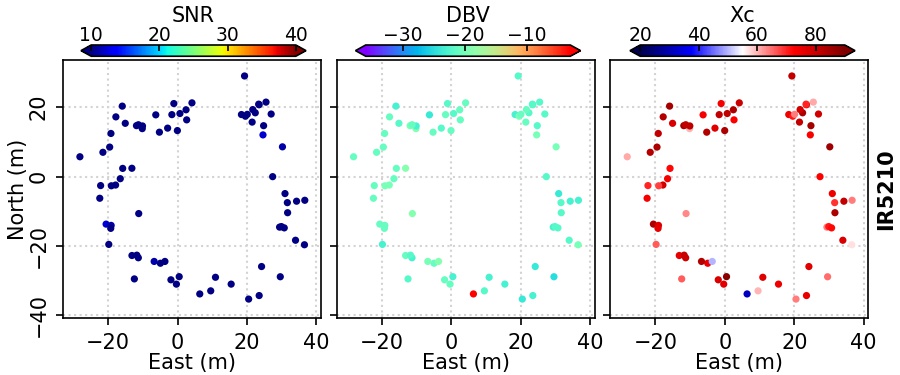 SNR DBV Xc
10 20 30 40 −30 −20 −10 20 40 60 80
20
0
−20
−40
North (m)
IR5210
−20 0 20 40 −20 0 20 40 −20 0 20 40
East (m) East (m) East (m)